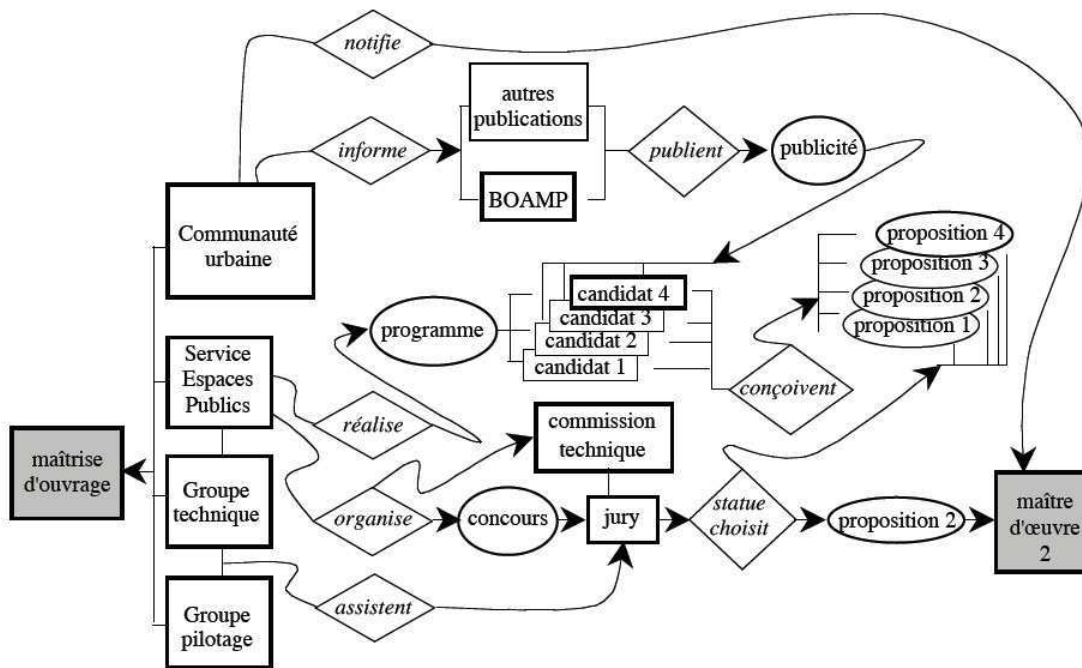 notifie
autres
publications
informe
publient
publicité
BOAMP
Communauté
urbaine
proposition 4
proposition 3
proposition 2
proposition 1
candidat 4
candidat 3
candidat 2
candidat 1
programme
conçoivent
Service
Espaces
Publics
réalise
commission
technique
maîtrise
d'ouvrage
Groupe
technique
organise
concours
jury
statue
choisit
proposition 2
maître
d'œuvre
2
assistent
Groupe
pilotage